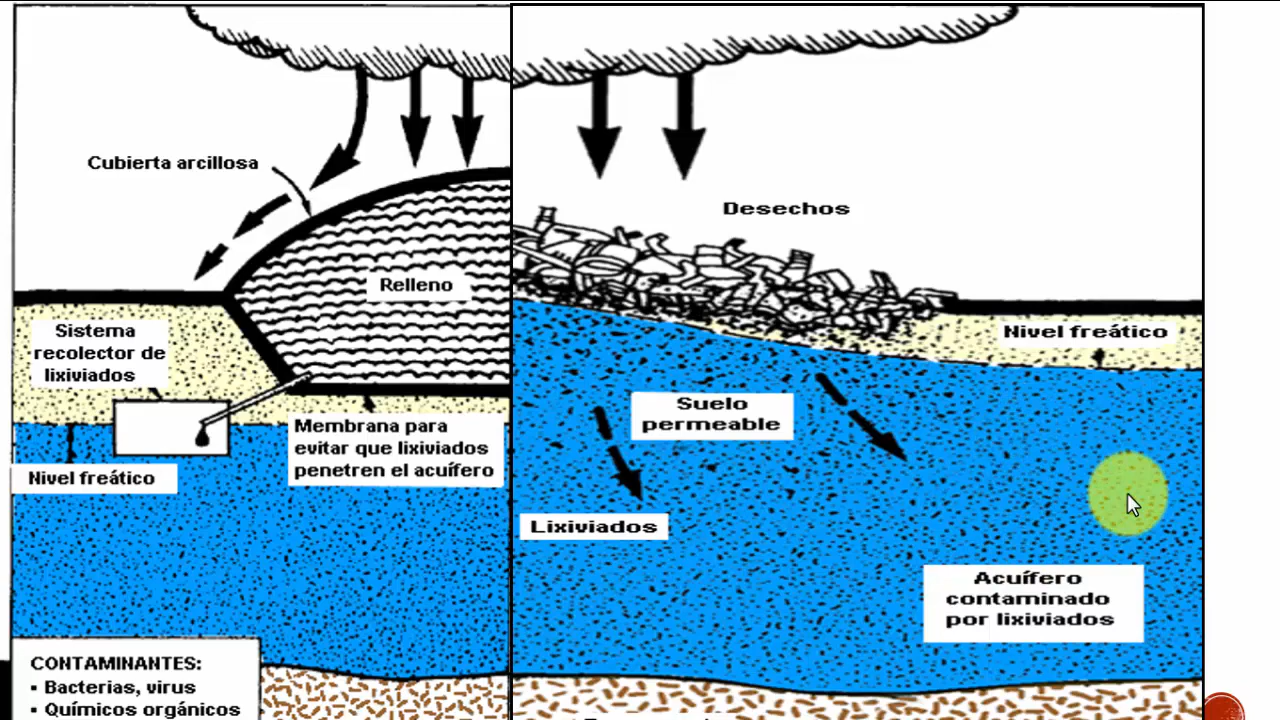 Cubierta arcillosa
Relleno
Sistema
recolector de
lixiviados
Membrana para
evitar que lixiviados
penetren el acuífero
Nivel freático
CONTAMINANTES:
▪ Bacterias, virus
▪ Químicos orgánicos
Desechos
Nivel freático
Suelo
permeable
Lixiviados
Acuífero
contaminado
por lixiviados